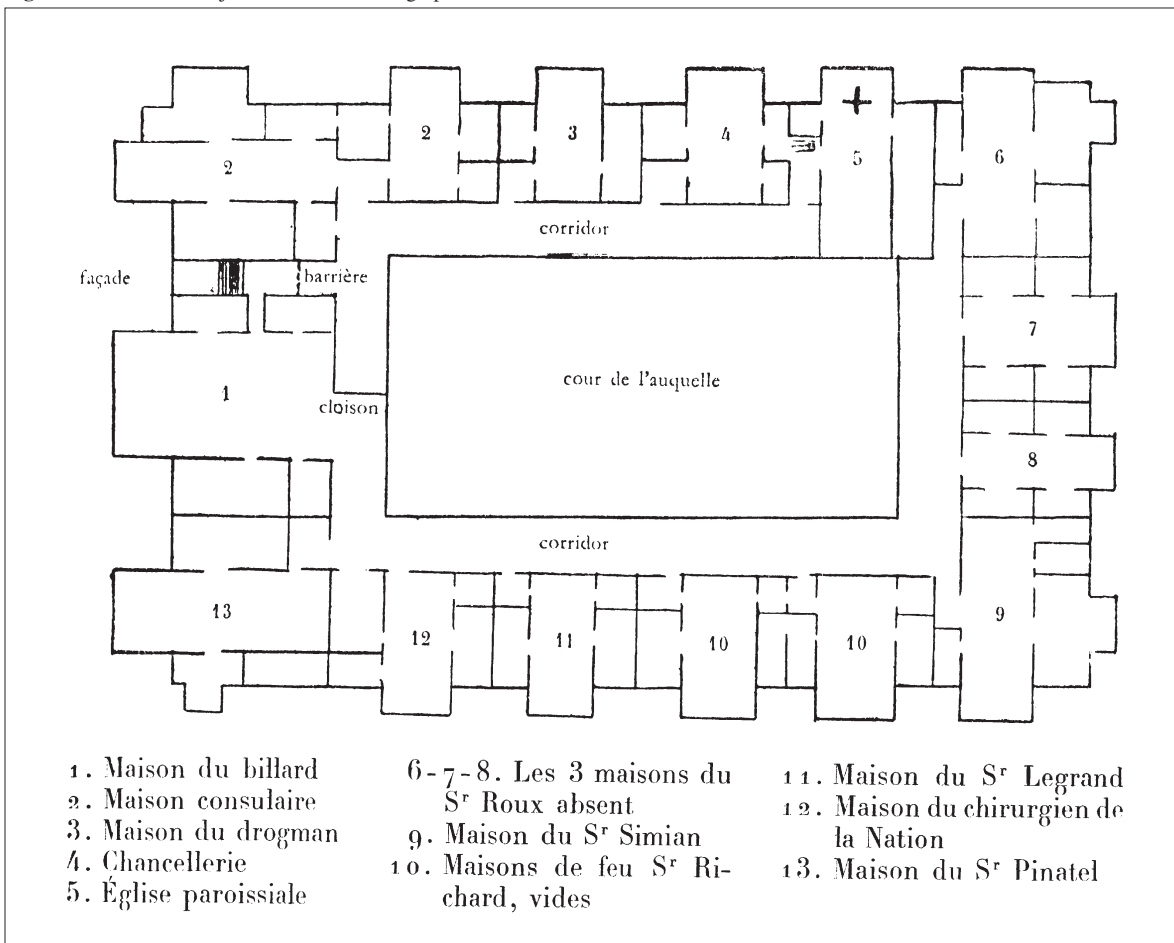 2
3
4
5
6
2
corridor
façade
barrière
7
cour de l'auquelle
1
cloison
8
corridor
13
12
11
10
10
9
1. Maison du billard
2. Maison consulaire
3. Maison du drogman
4. Chancellerie
5. Église paroissiale
6-7-8. Les 3 maisons du
Sʳ Roux absent
9. Maison du Sʳ Simian
10. Maisons de feu Sʳ Ri-
chard, vides
11. Maison du Sʳ Legrand
12. Maison du chirurgien de
la Nation
13. Maison du Sʳ Pinatel